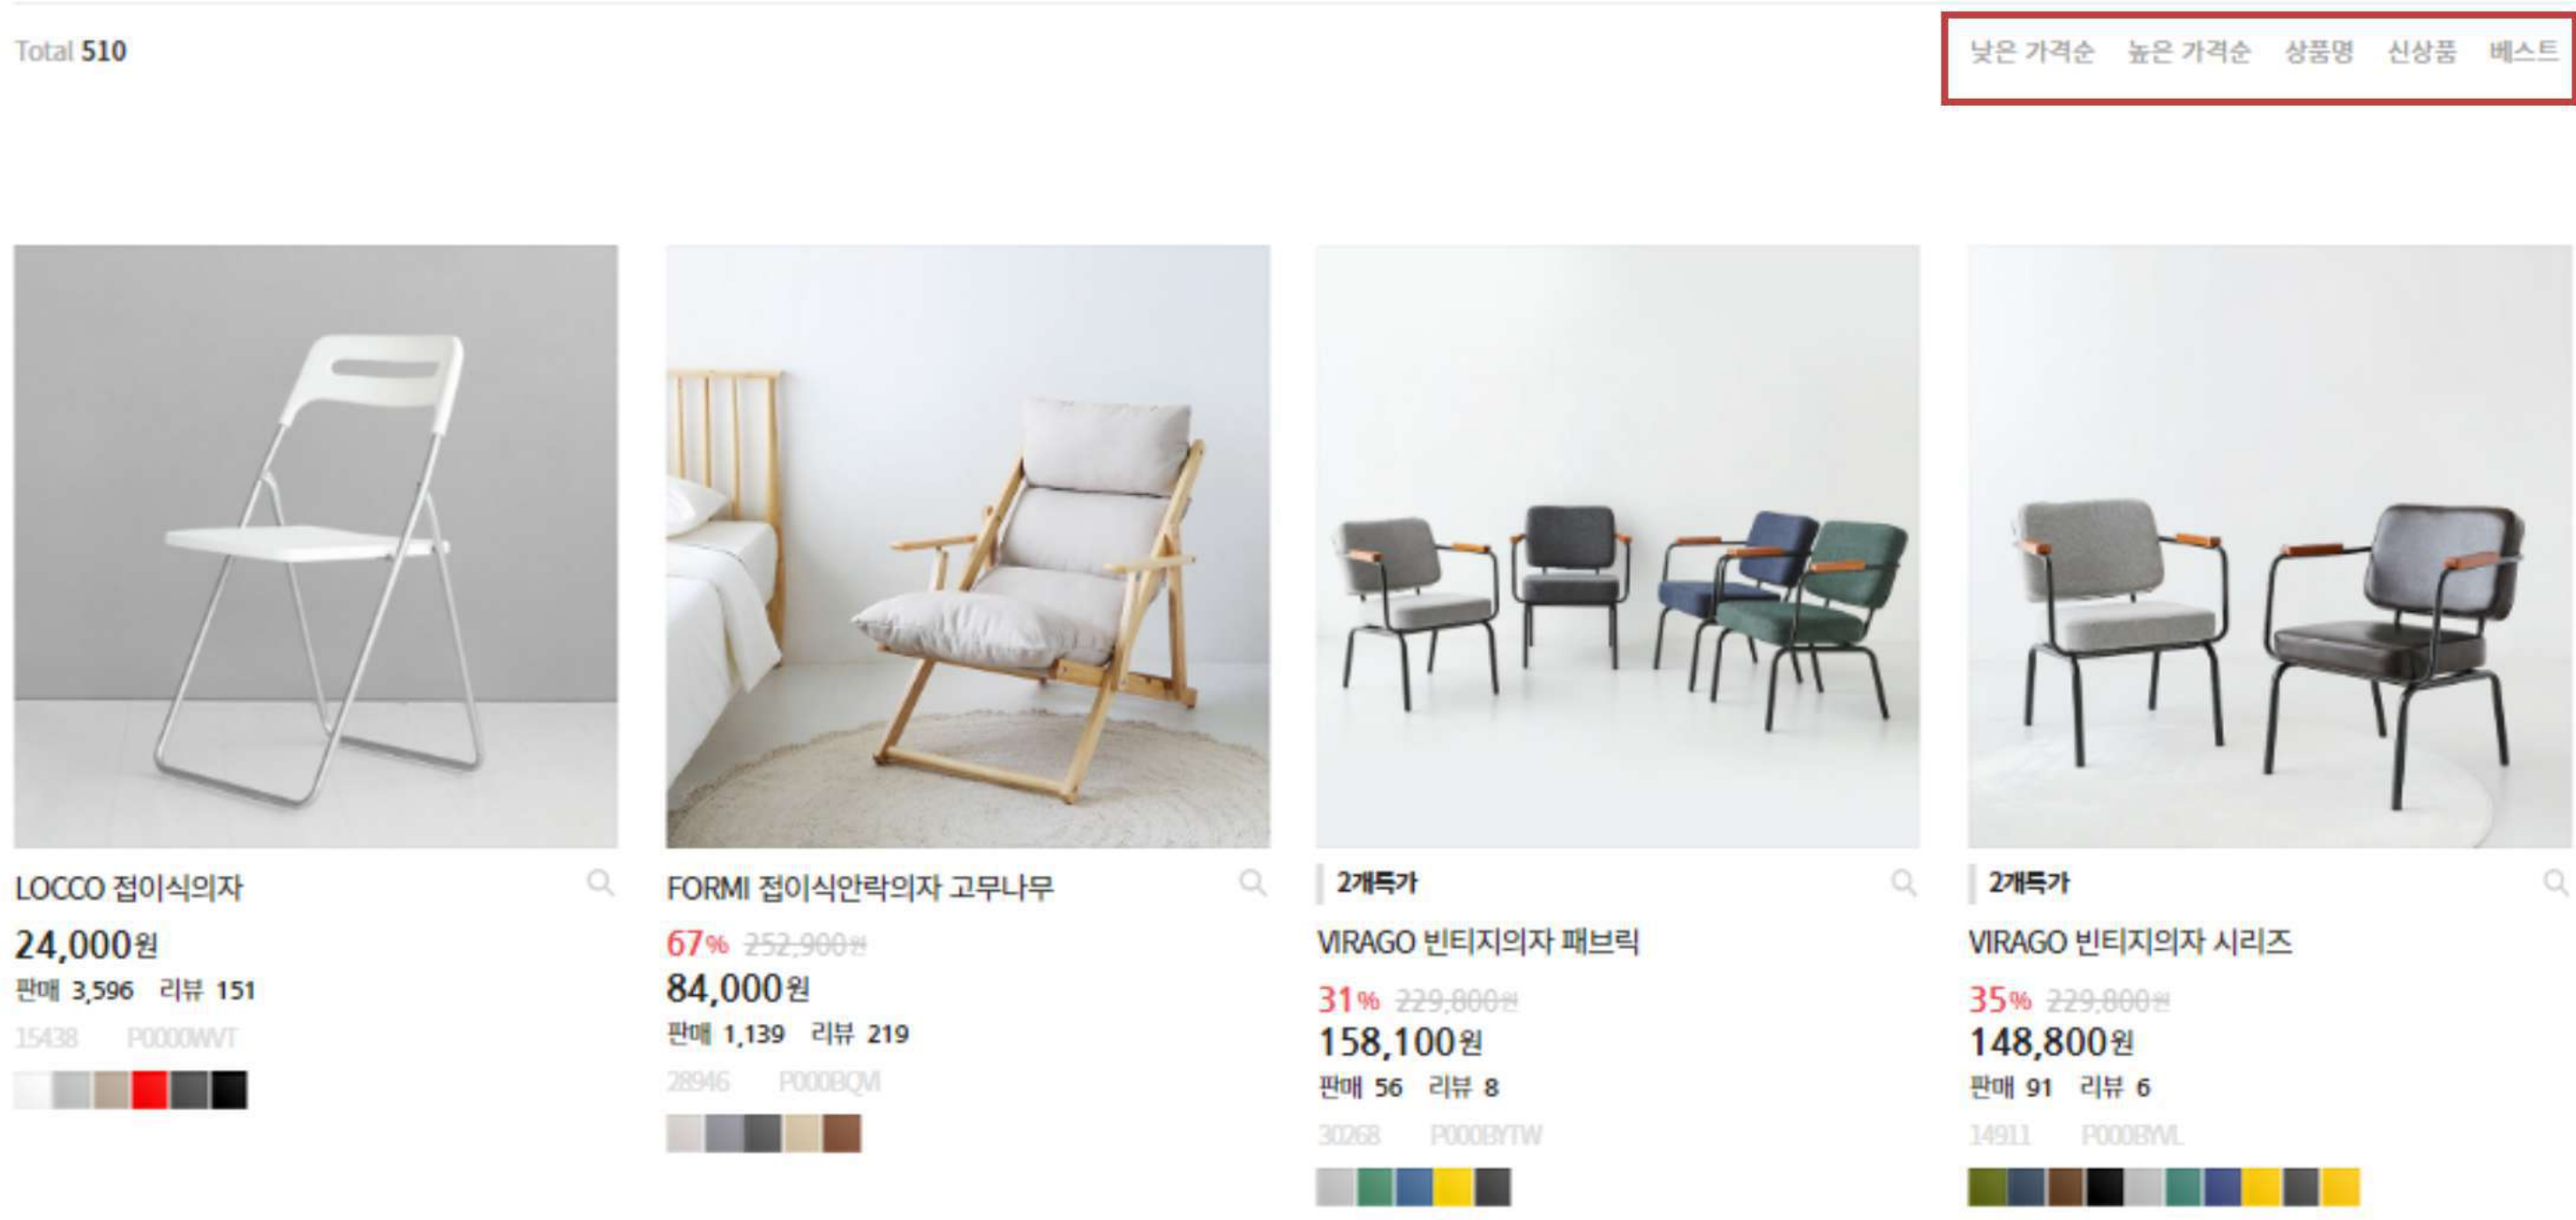 Total 510
낮은 가격순 높은 가격순 상품명 신상품 베스트
LOCCO 접이식의자
24,000원
판매 3,596 리뷰 151
15438 P0000WVT
FORMI 접이식안락의자 고무나무
67% 252,900원
84,000원
판매 1,139 리뷰 219
28946 P000BQVI
2개특가
VIRAGO 빈티지의자 패브릭
31% 229,800원
158,100원
판매 56 리뷰 8
30268 P000BYTW
2개특가
VIRAGO 빈티지의자 시리즈
35% 229,800원
148,800원
판매 91 리뷰 6
14911 P000BYVL